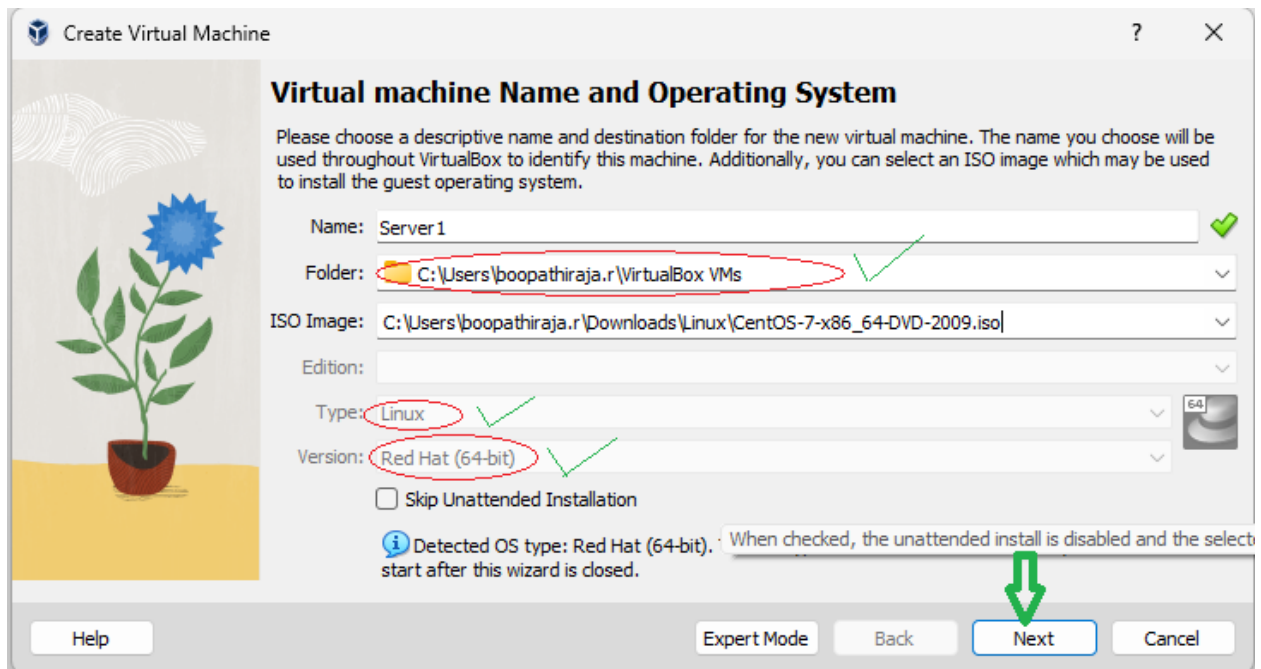 Create Virtual Machine
Virtual machine Name and Operating System
Please choose a descriptive name and destination folder for the new virtual machine. The name you choose will be
used throughout VirtualBox to identify this machine. Additionally, you can select an ISO image which may be used
to install the guest operating system.
Name: Server1
Folder: C:\Users\boopathiraja.r\VirtualBox VMs
ISO Image: C:\Users\boopathiraja.r\Downloads\Linux\CentOS-7-x86_64-DVD-2009.iso
Edition:
Type: Linux
64
Version: Red Hat (64-bit)
Skip Unattended Installation
Detected OS type: Red Hat (64-bit).
When checked, the unattended install is disabled and the
start after this wizard is closed.
Help Expert Mode Back Next Cancel